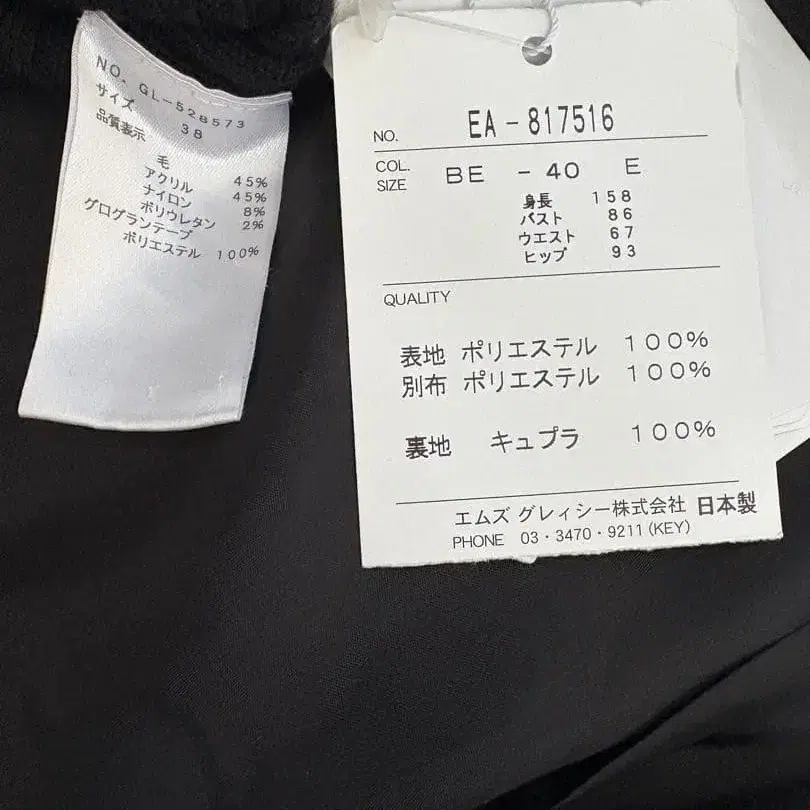 NO. GL-528573
サイズ 38
品質表示
毛 45%
アクリル 45%
ナイロン 8%
ポリウレタン 2%
グログランテープ
ポリエステル 100%
NO. EA-817516
COL. SIZE BE -40 E
身長 158
バスト 86
ウエスト 67
ヒップ 93
QUALITY
表地 ポリエステル 100%
別布 ポリエステル 100%
裏地 キュプラ 100%
エムズ グレィシー株式会社 日本製
PHONE 03・3470・9211(KEY)